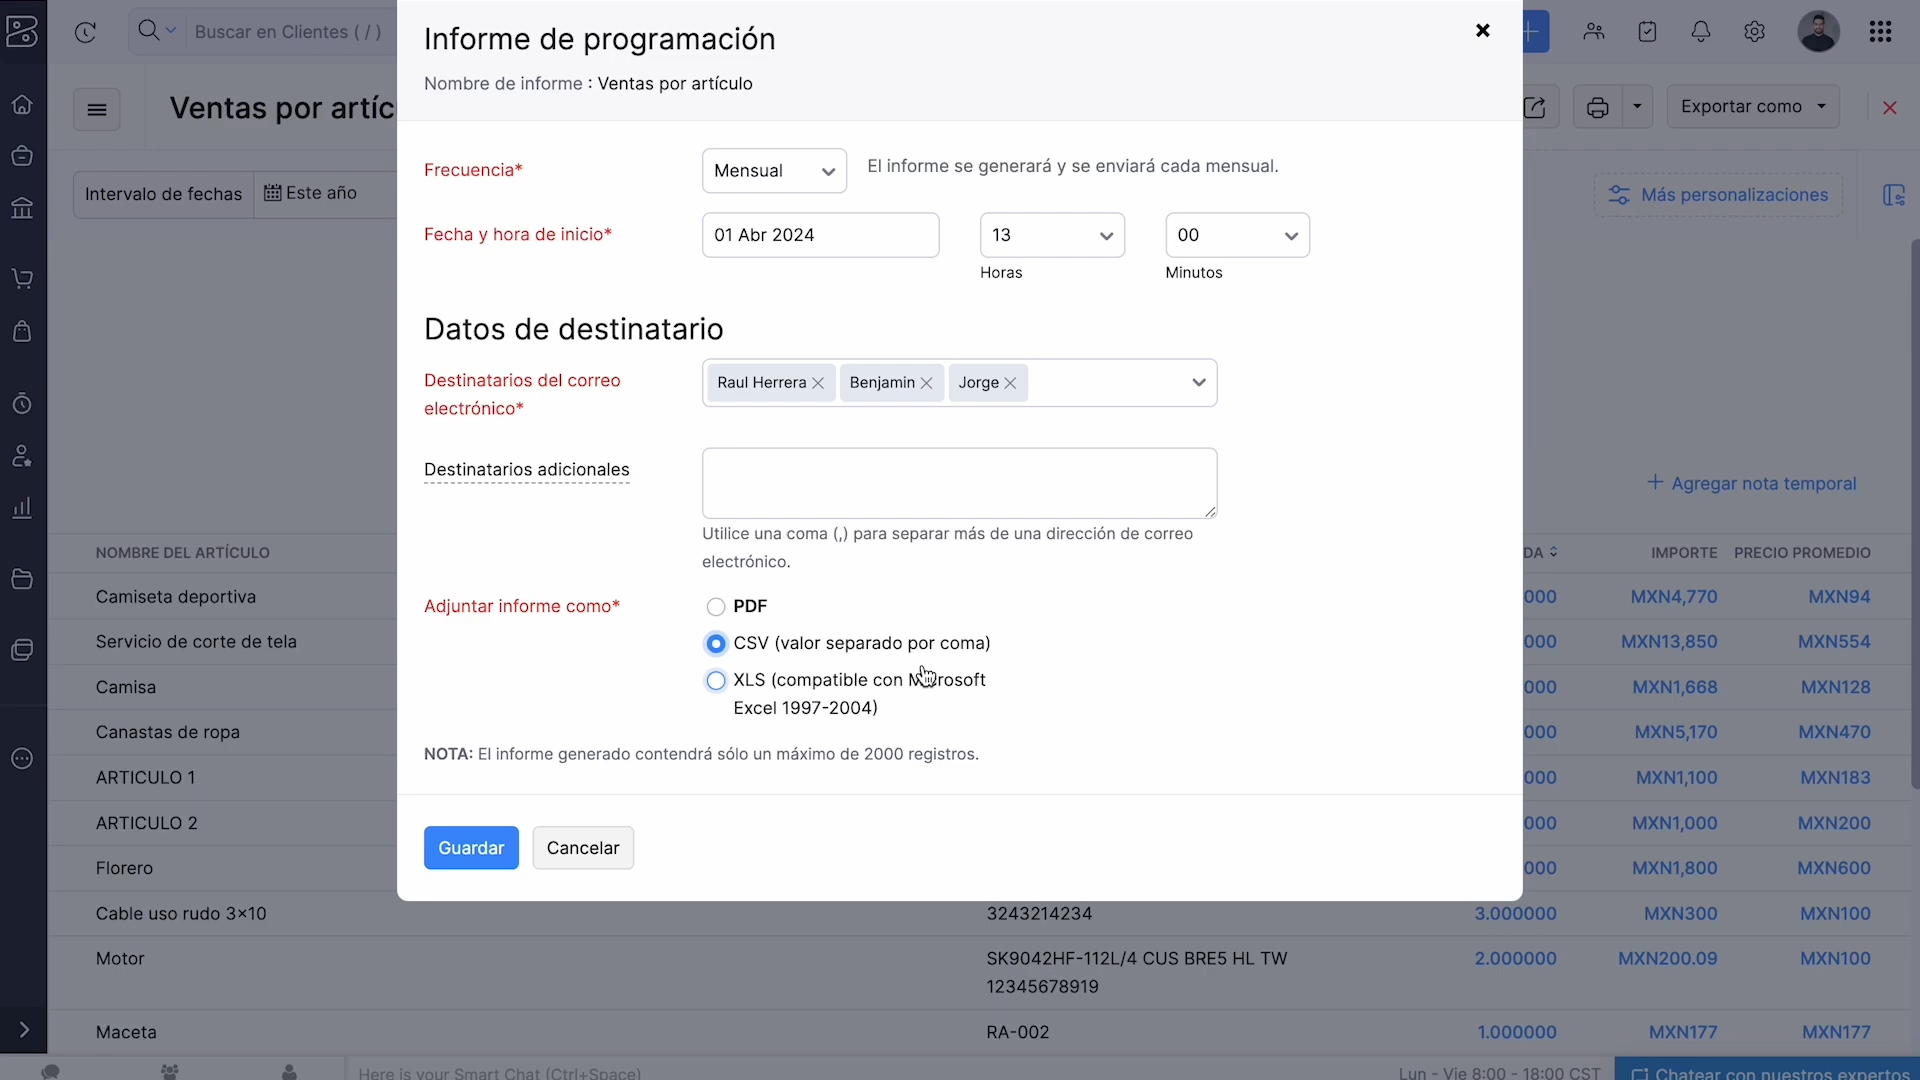 Buscar en Clientes ( / )
Informe de programación
Nombre de informe : Ventas por artículo
Ventas por artíc
Exportar como
Intervalo de fechas
Este año
Más personalizaciones
Frecuencia*
Mensual
El informe se generará y se enviará cada mensual.
Fecha y hora de inicio*
01 Abr 2024
13
00
Horas
Minutos
Datos de destinatario
Destinatarios del correo
electrónico*
Raul Herrera
Benjamin
Jorge
Destinatarios adicionales
Utilice una coma (,) para separar más de una dirección de correo
electrónico.
Adjuntar informe como*
PDF
CSV (valor separado por coma)
XLS (compatible con Microsoft
Excel 1997-2004)
NOTA: El informe generado contendrá sólo un máximo de 2000 registros.
Guardar
Cancelar
+ Agregar nota temporal
NOMBRE DEL ARTÍCULO
DA
IMPORTE
PRECIO PROMEDIO
Camiseta deportiva
000
MXN4,770
MXN94
Servicio de corte de tela
000
MXN13,850
MXN554
Camisa
000
MXN1,668
MXN128
Canastas de ropa
000
MXN5,170
MXN470
ARTICULO 1
000
MXN1,100
MXN183
ARTICULO 2
000
MXN1,000
MXN200
Florero
000
MXN1,800
MXN600
Cable uso rudo 3x10
3243214234
3.000000
MXN300
MXN100
Motor
SK9042HF-112L/4 CUS BRE5 HL TW
12345678919
2.000000
MXN200.09
MXN100
Maceta
RA-002
1.000000
MXN177
MXN177
Here is your Smart Chat (Ctrl+Space)
Lun - Vie 8:00 - 18:00 CST
Chatear con nuestros expertos